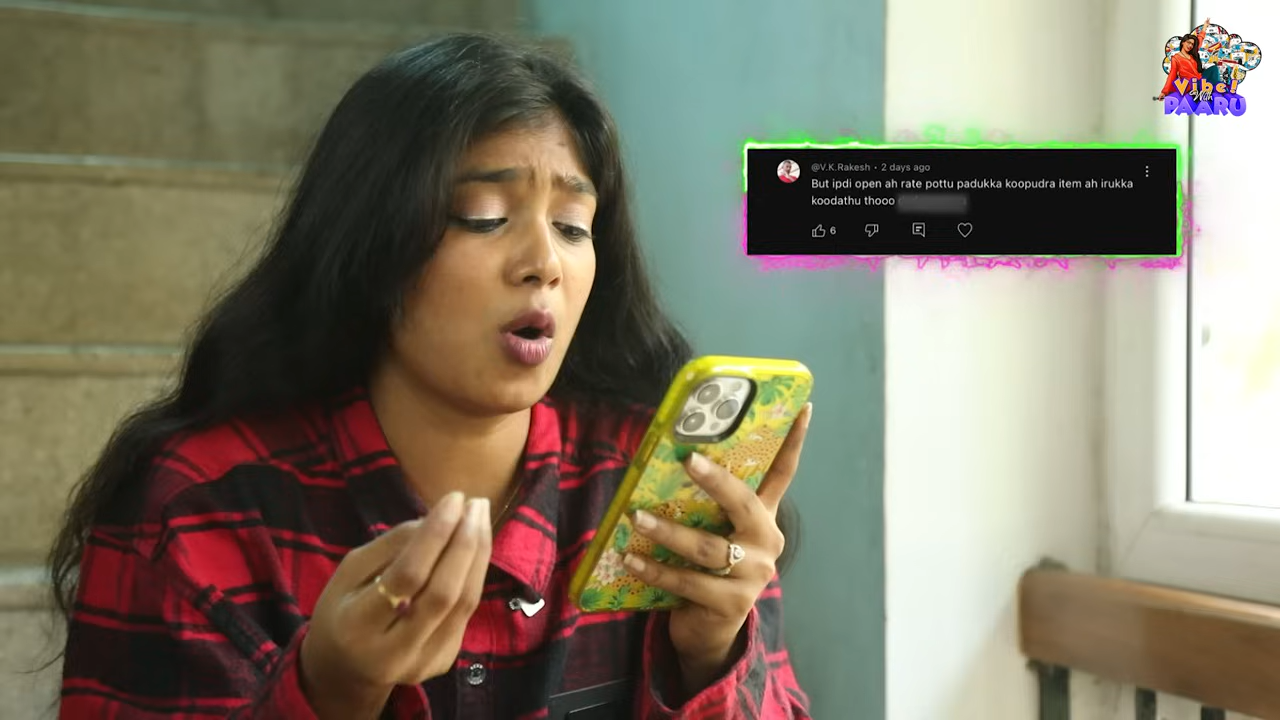 Vibe!
With
PAARU
@V.K.Rakesh • 2 days ago
But ipdi open ah rate pottu padukka koopudra item ah irukka
koodathu thooo
6